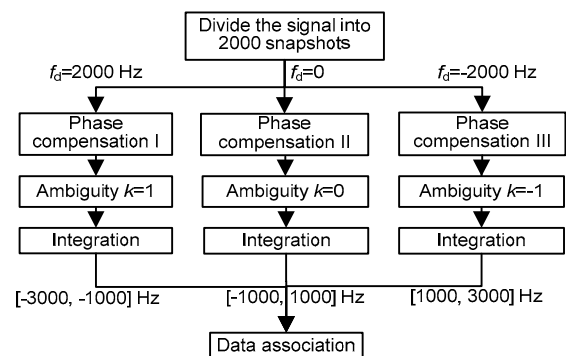 Divide the signal into
2000 snapshots
fd=2000 Hz
fd=0
fd=-2000 Hz
Phase
compensation I
Phase
compensation II
Phase
compensation III
Ambiguity k=1
Ambiguity k=0
Ambiguity k=-1
Integration
Integration
Integration
[-3000, -1000] Hz
[-1000, 1000] Hz
[1000, 3000] Hz
Data association